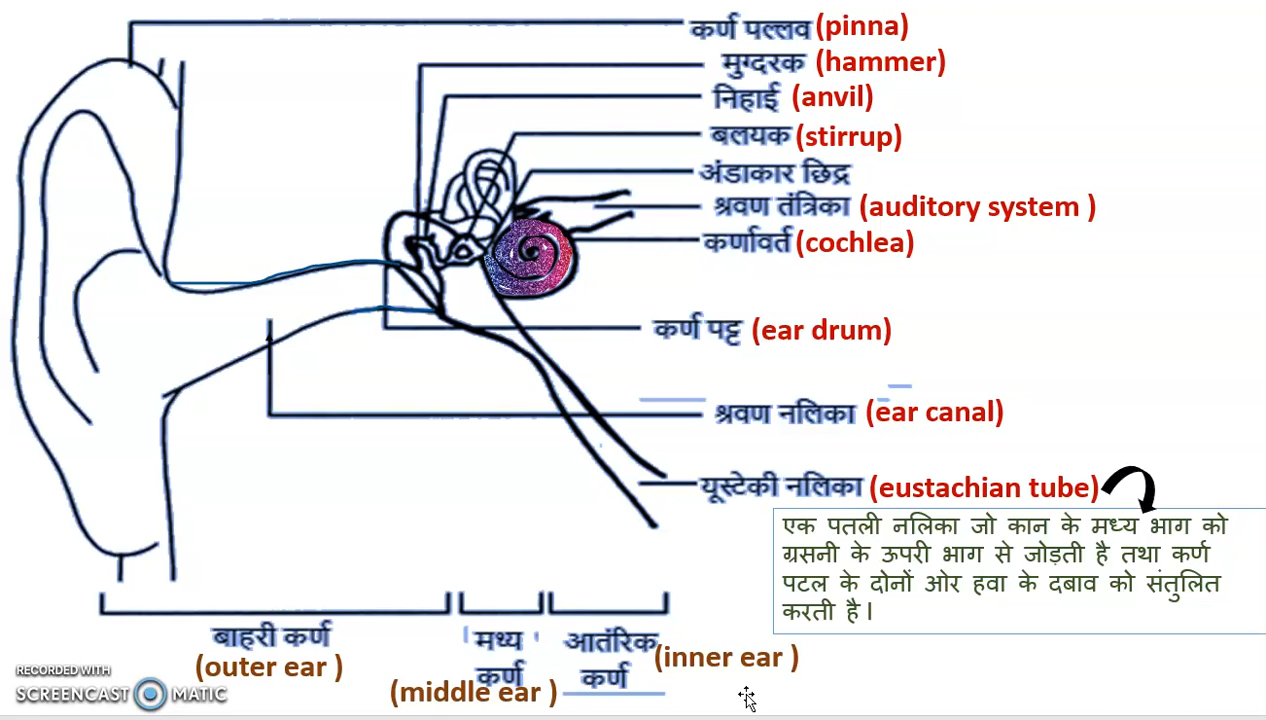 कर्ण पल्लव (pinna)
मुग्दरक (hammer)
निहाई (anvil)
बलयक (stirrup)
अंडाकार छिद्र
श्रवण तंत्रिका (auditory system )
कर्णावर्त (cochlea)
कर्ण पट्ट (ear drum)
श्रवण नलिका (ear canal)
यूस्टेकी नलिका (eustachian tube)
एक पतली नलिका जो कान के मध्य भाग को
ग्रसनी के ऊपरी भाग से जोड़ती है तथा कर्ण
पटल के दोनों ओर हवा के दबाव को संतुलित
करती है l
बाहरी कर्ण
(outer ear )
मध्य
कर्ण
(middle ear )
आतंरिक
कर्ण
(inner ear )
RECORDED WITH
SCREENCAST MATIC